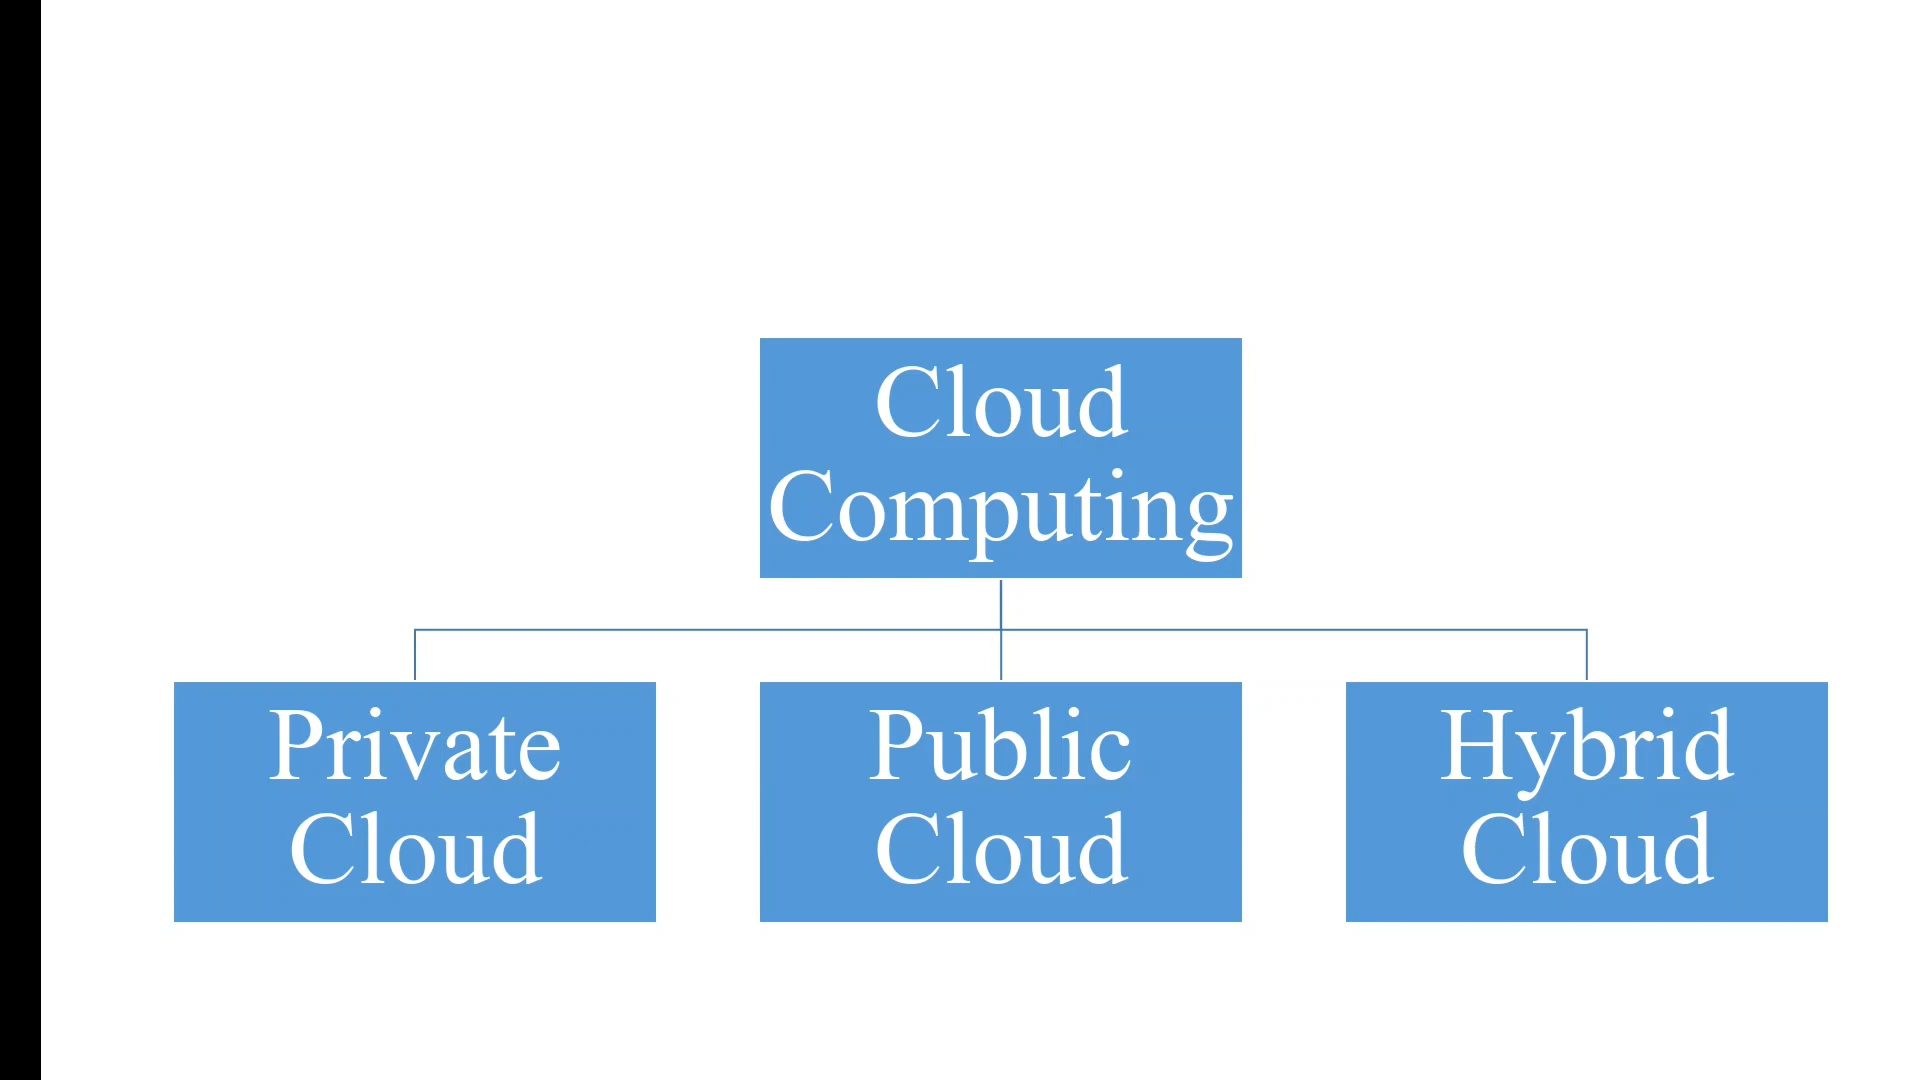 Cloud
Computing
Private
Cloud
Public
Cloud
Hybrid
Cloud